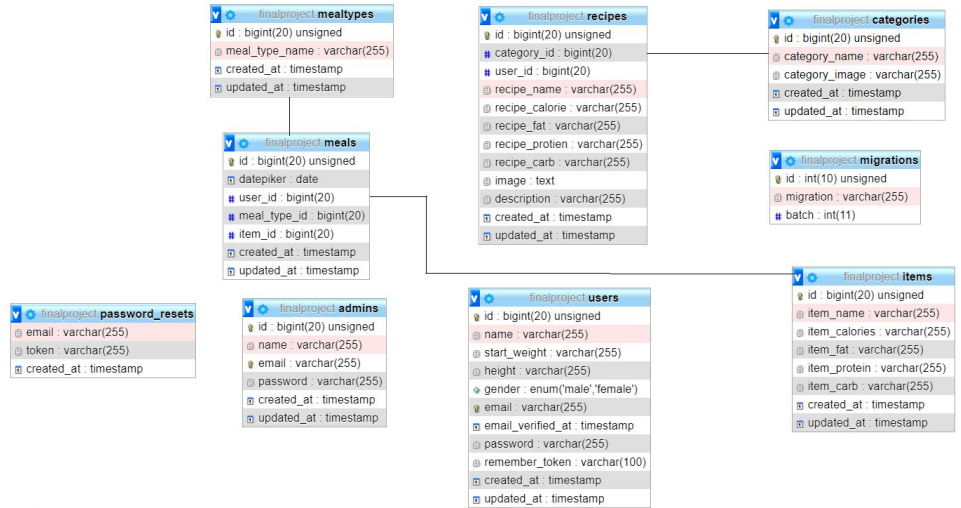 finalproject mealtypes
id : bigint(20) unsigned
meal_type_name : varchar(255)
created_at : timestamp
updated_at : timestamp
finalproject recipes
id : bigint(20) unsigned
category_id : bigint(20)
user_id : bigint(20)
recipe_name : varchar(255)
recipe_calorie : varchar(255)
recipe_fat : varchar(255)
recipe_protien : varchar(255)
recipe_carb : varchar(255)
image : text
description : varchar(255)
created_at : timestamp
updated_at : timestamp
finalproject categories
id : bigint(20) unsigned
category_name : varchar(255)
category_image : varchar(255)
created_at : timestamp
updated_at : timestamp
finalproject meals
id : bigint(20) unsigned
datepiker : date
user_id : bigint(20)
meal_type_id : bigint(20)
item_id : bigint(20)
created_at : timestamp
updated_at : timestamp
finalproject migrations
id : int(10) unsigned
migration : varchar(255)
batch : int(11)
finalproject password_resets
email : varchar(255)
token : varchar(255)
created_at : timestamp
finalproject admins
id : bigint(20) unsigned
name : varchar(255)
email : varchar(255)
password : varchar(255)
created_at : timestamp
updated_at : timestamp
finalproject users
id : bigint(20) unsigned
name : varchar(255)
start_weight : varchar(255)
height : varchar(255)
gender : enum('male','female')
email : varchar(255)
email_verified_at : timestamp
password : varchar(255)
remember_token : varchar(100)
created_at : timestamp
updated_at : timestamp
finalproject items
id : bigint(20) unsigned
item_name : varchar(255)
item_calories : varchar(255)
item_fat : varchar(255)
item_protein : varchar(255)
item_carb : varchar(255)
created_at : timestamp
updated_at : timestamp